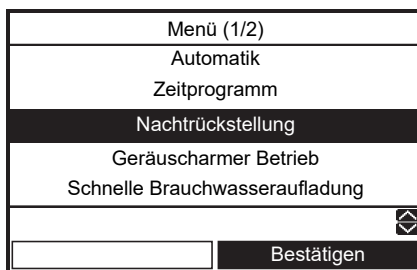 Menü (1/2)
Automatik
Zeitprogramm
Nachtrückstellung
Geräuscharmer Betrieb
Schnelle Brauchwasseraufladung
Bestätigen